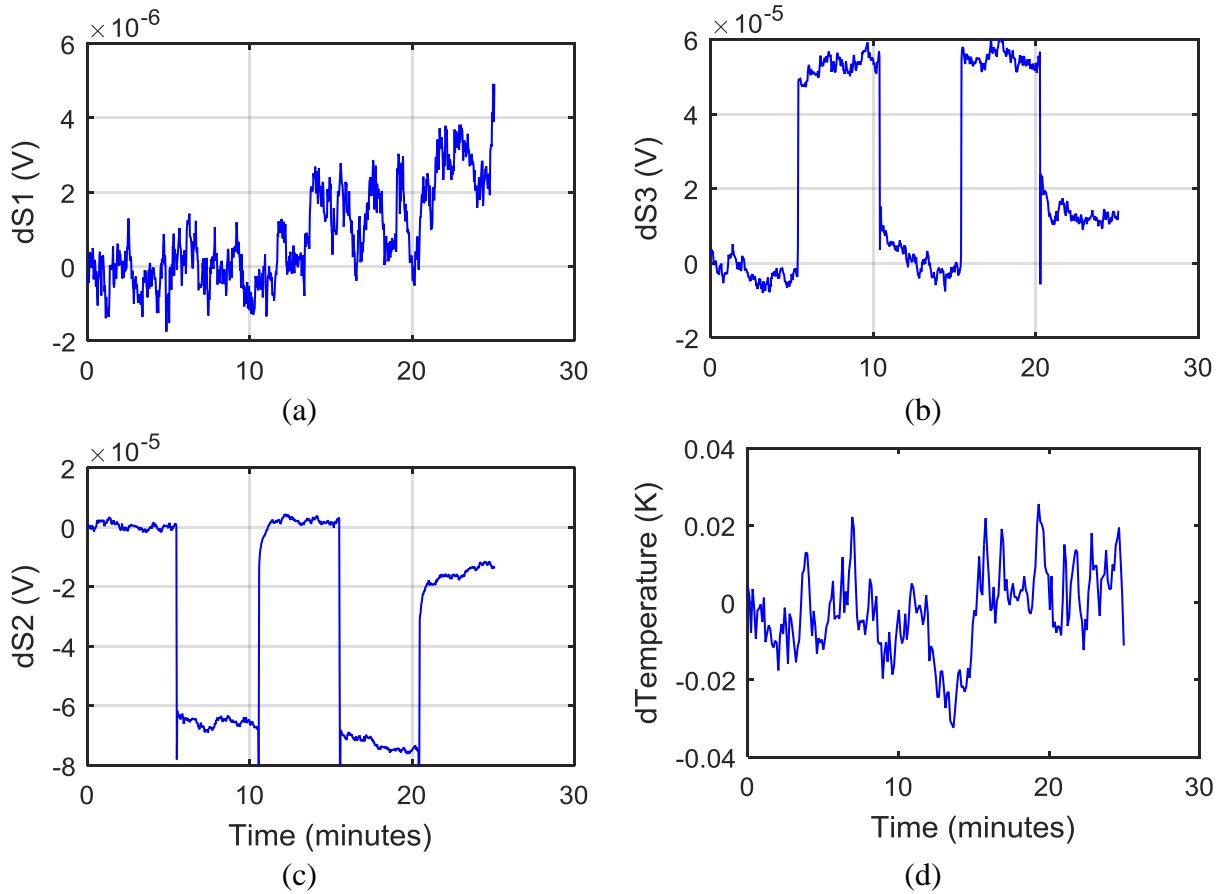 × 10-6
6
4
2
0
-2
dS1 (V)
0 10 20 30
(a)
× 10-5
6
4
2
0
-2
dS3 (V)
0 10 20 30
(b)
× 10-5
2
0
-2
-4
-6
-8
dS2 (V)
0 10 20 30
Time (minutes)
(c)
0.04
0.02
0
-0.02
-0.04
dTemperature (K)
0 10 20 30
Time (minutes)
(d)